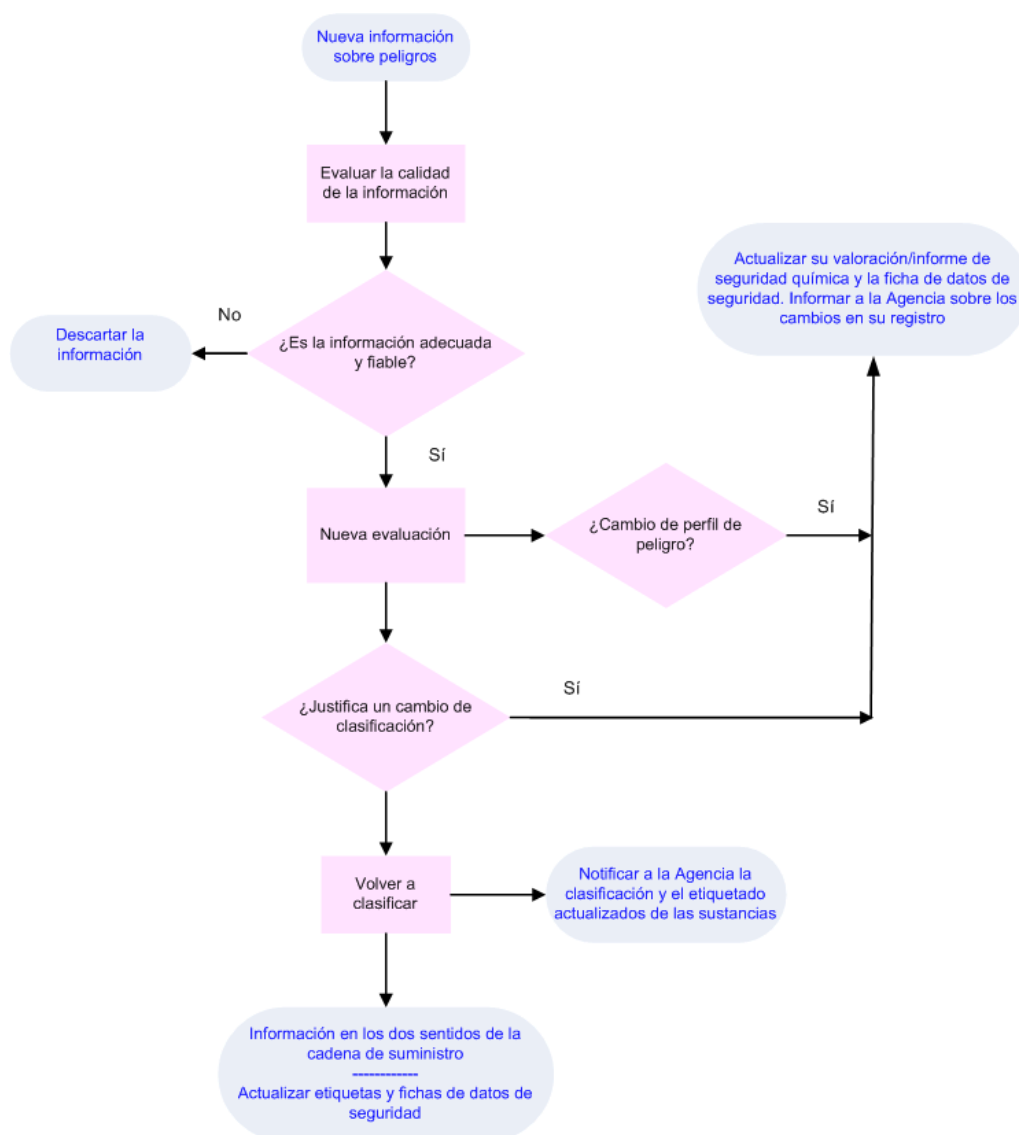 Nueva información
sobre peligros
Evaluar la calidad
de la información
¿Es la información adecuada
y fiable?
No
Descartar la
información
Sí
Nueva evaluación
¿Cambio de perfil de
peligro?
Sí
Actualizar su valoración/informe de
seguridad química y la ficha de datos de
seguridad. Informar a la Agencia sobre los
cambios en su registro
¿Justifica un cambio de
clasificación?
Sí
Volver a
clasificar
Notificar a la Agencia la
clasificación y el etiquetado
actualizados de las sustancias
Información en los dos sentidos de la
cadena de suministro
------------
Actualizar etiquetas y fichas de datos de
seguridad